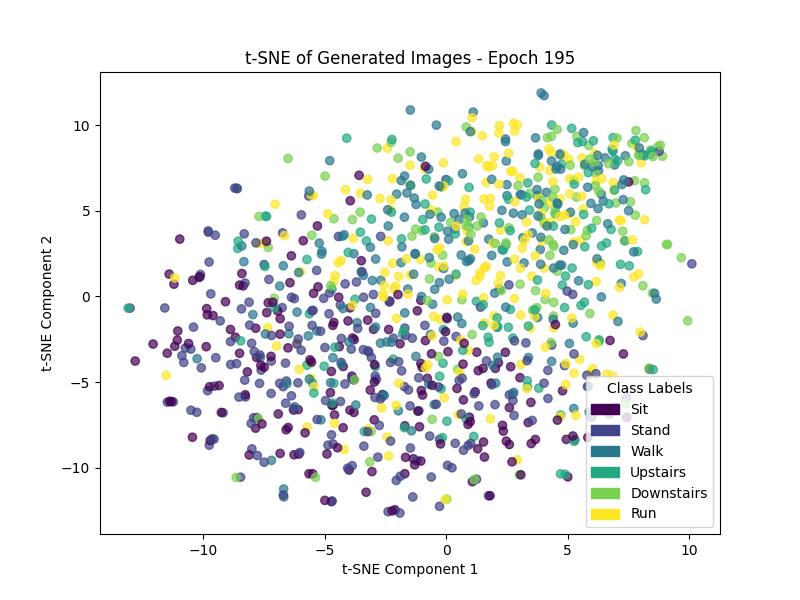 t-SNE of Generated Images - Epoch 195
t-SNE Component 2
10
5
0
−5
−10
Class Labels
Sit
Stand
Walk
Upstairs
Downstairs
Run
−10
−5
0
5
10
t-SNE Component 1